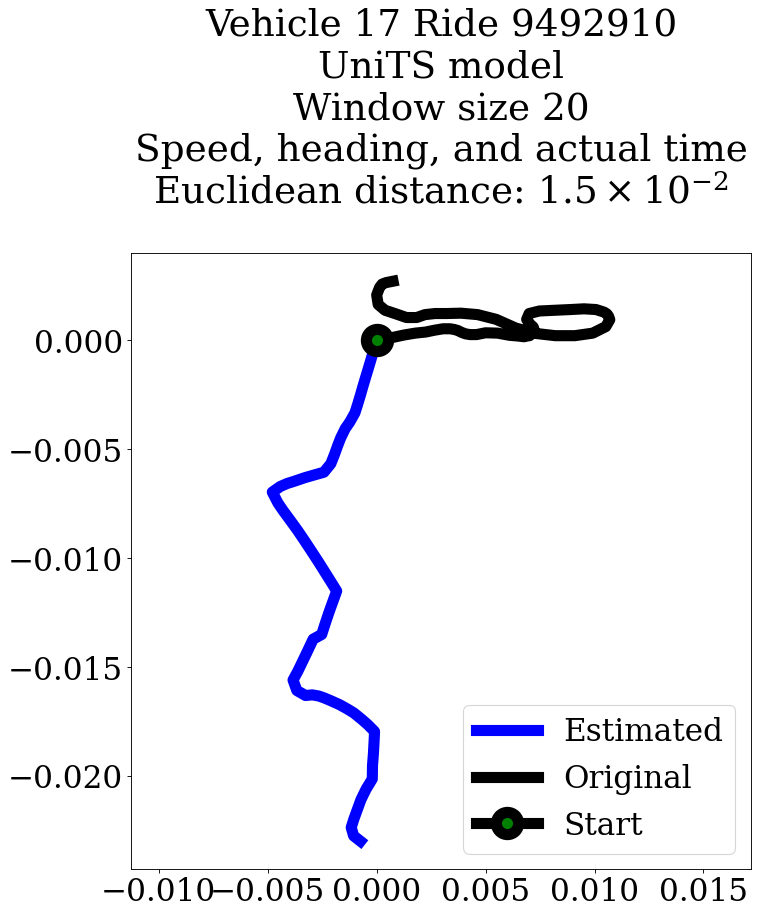 Vehicle 17 Ride 9492910
UniTS model
Window size 20
Speed, heading, and actual time
Euclidean distance: 1.5 × 10⁻²
0.000
−0.005
−0.010
−0.015
−0.020
Estimated
Original
Start
−0.010 −0.005 0.000 0.005 0.010 0.015